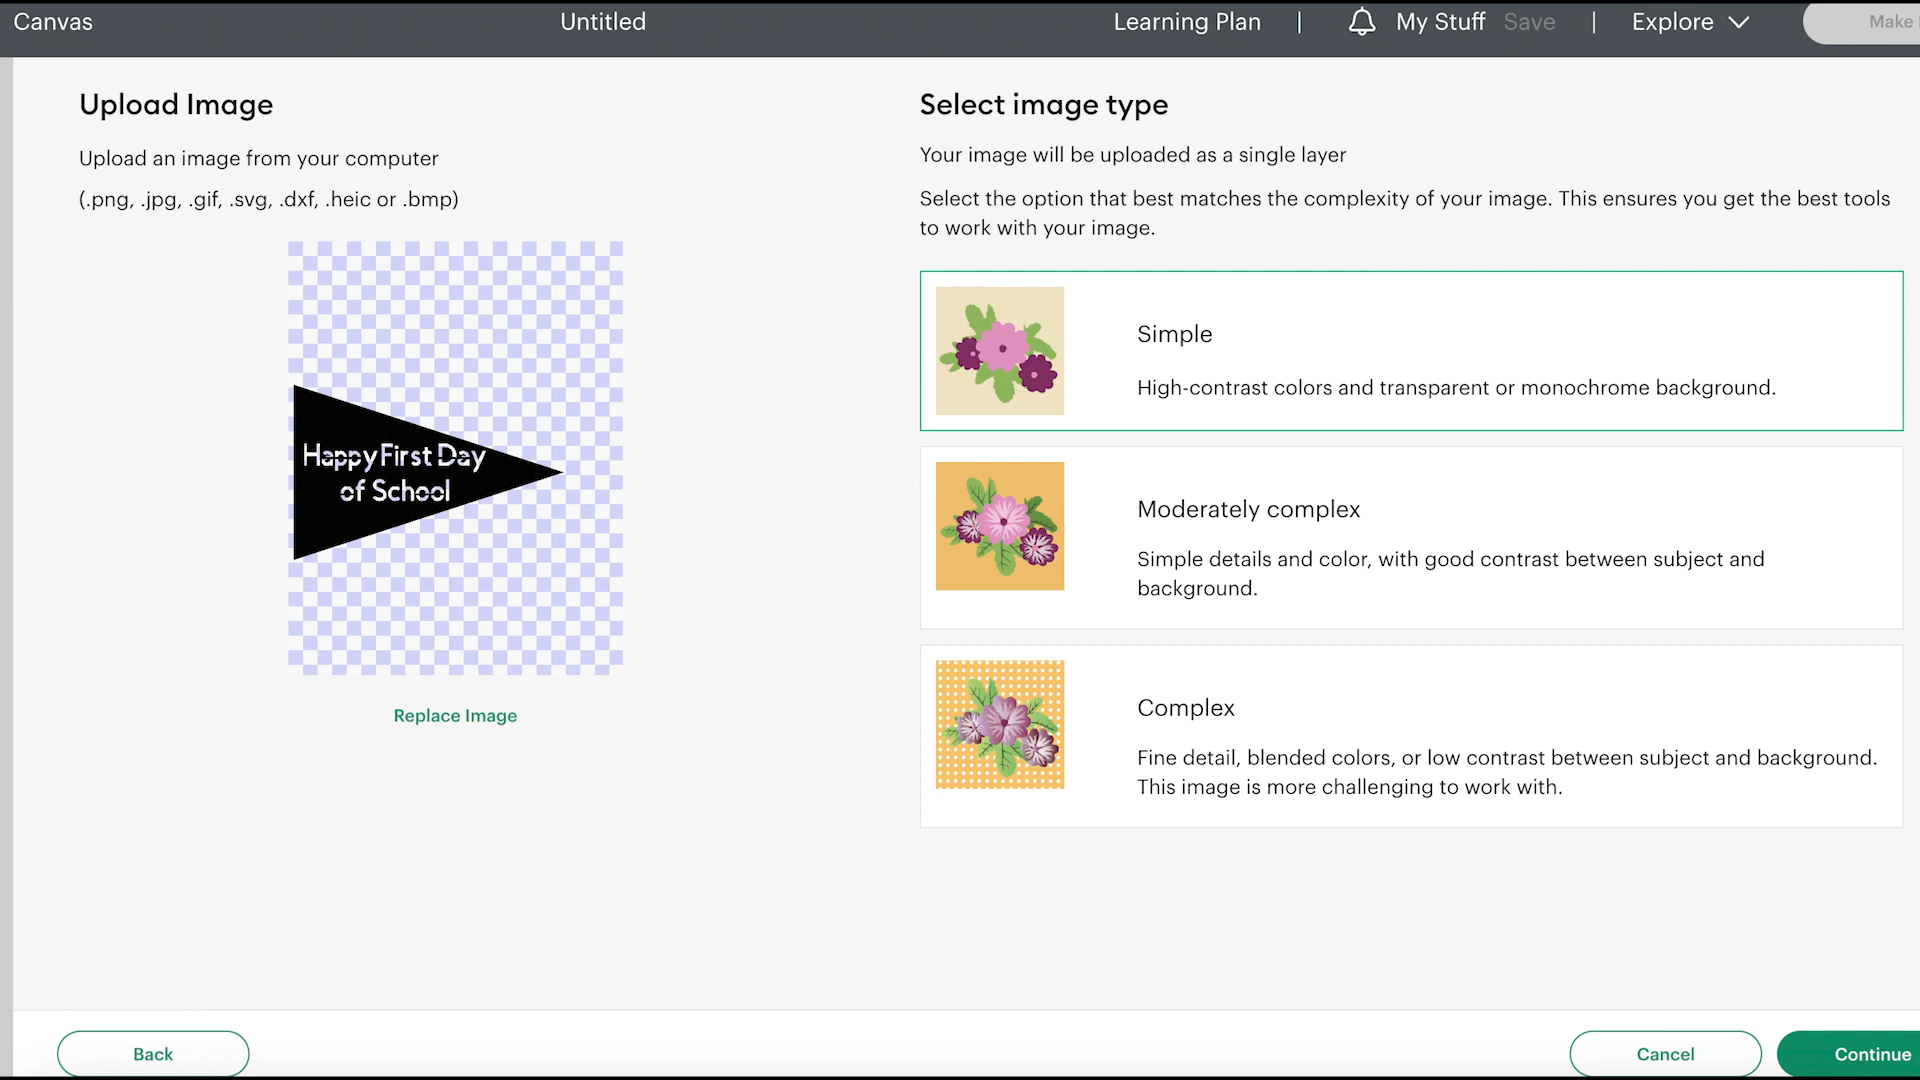 Canvas
Untitled
Learning Plan | My Stuff Save | Explore
Make
Upload Image
Upload an image from your computer
(.png, .jpg, .gif, .svg, .dxf, .heic or .bmp)
Happy First Day
of School
Replace Image
Select image type
Your image will be uploaded as a single layer
Select the option that best matches the complexity of your image. This ensures you get the best tools
to work with your image.
Simple
High-contrast colors and transparent or monochrome background.
Moderately complex
Simple details and color, with good contrast between subject and
background.
Complex
Fine detail, blended colors, or low contrast between subject and background.
This image is more challenging to work with.
Back
Cancel
Continue